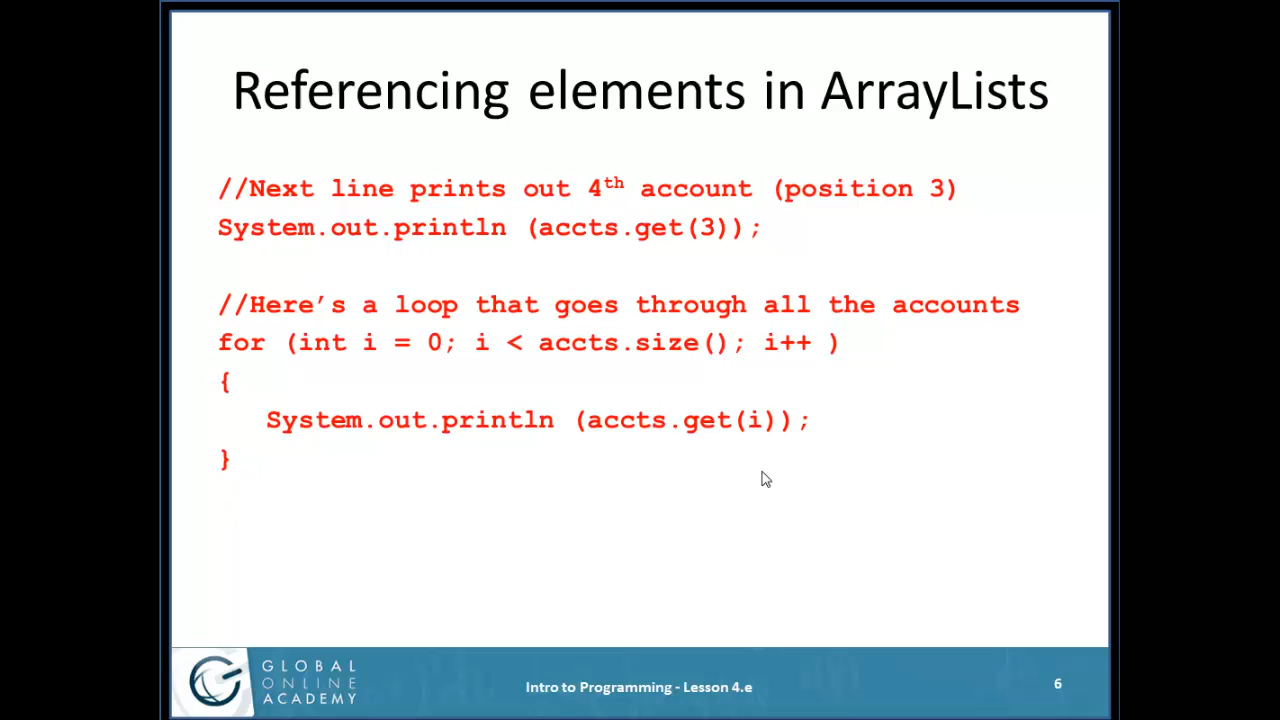 Referencing elements in ArrayLists
//Next line prints out 4th account (position 3)
System.out.println (accts.get(3));
//Here’s a loop that goes through all the accounts
for (int i = 0; i < accts.size(); i++ )
{
System.out.println (accts.get(i));
}
GLOBAL
ONLINE
ACADEMY
Intro to Programming - Lesson 4.e
6